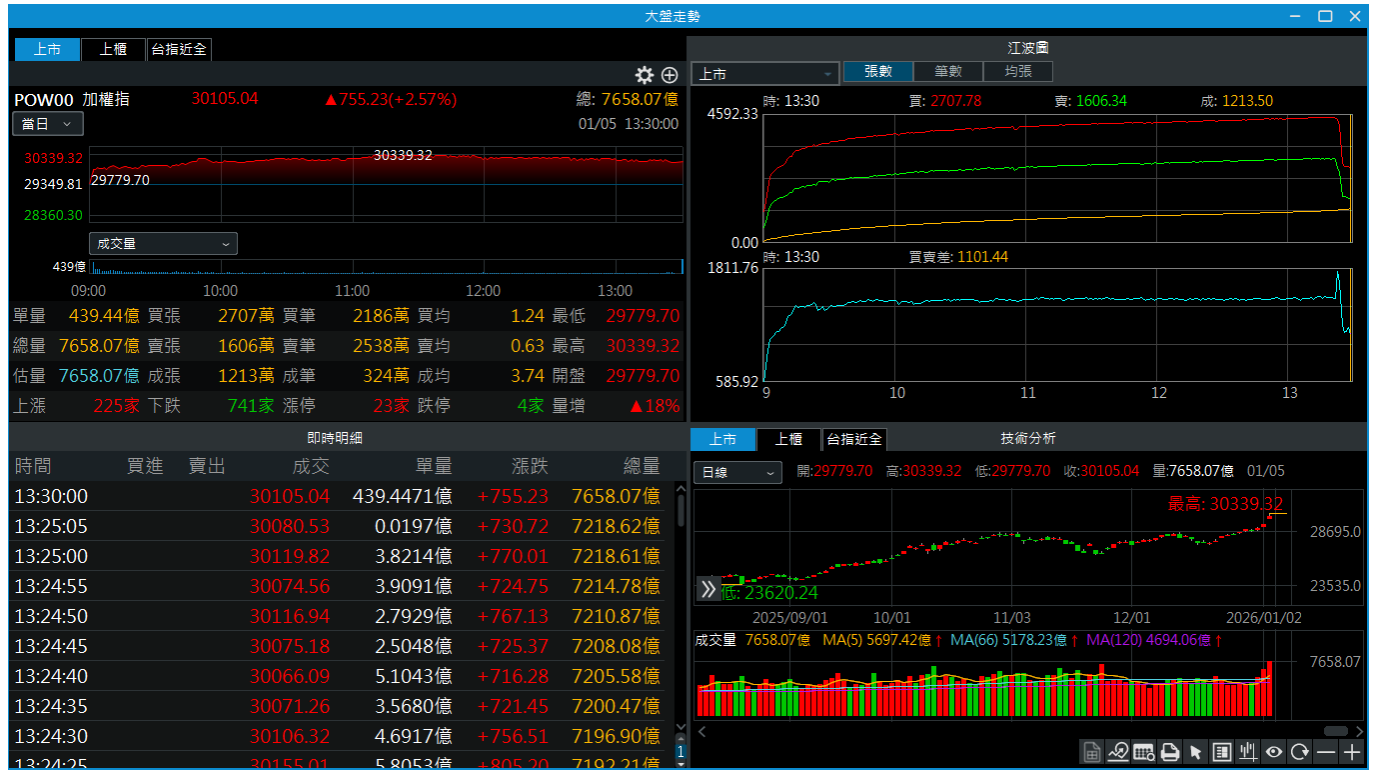 大盤走勢
上市 上櫃 台指近全
POW00 加權指 30105.04 ▲755.23(+2.57%) 總: 7658.07億
當日 01/05 13:30:00
30339.32 30339.32
29349.81 29779.70
28360.30
成交量
439億
09:00 10:00 11:00 12:00 13:00
單量 439.44億 買張 2707萬 買筆 2186萬 買均 1.24 最低 29779.70
總量 7658.07億 賣張 1606萬 賣筆 2538萬 賣均 0.63 最高 30339.32
估量 7658.07億 成張 1213萬 成筆 324萬 成均 3.74 開盤 29779.70
上漲 225家 下跌 741家 漲停 23家 跌停 4家 量增 ▲18%
江波圖
上市 張數 筆數 均張
時: 13:30 買: 2707.78 賣: 1606.34 成: 1213.50
4592.33
0.00
時: 13:30 買賣差: 1101.44
1811.76
585.92
9 10 11 12 13
即時明細
時間 買進 賣出 成交 單量 漲跌 總量
13:30:00 30105.04 439.4471億 +755.23 7658.07億
13:25:05 30080.53 0.0197億 +730.72 7218.62億
13:25:00 30119.82 3.8214億 +770.01 7218.61億
13:24:55 30074.56 3.9091億 +724.75 7214.78億
13:24:50 30116.94 2.7929億 +767.13 7210.87億
13:24:45 30075.18 2.5048億 +725.37 7208.08億
13:24:40 30066.09 5.1043億 +716.28 7205.58億
13:24:35 30071.26 3.5680億 +721.45 7200.47億
13:24:30 30106.32 4.6917億 +756.51 7196.90億
13:24:25 30155.01 5.8053億 +805.20 7192.21億
1
上市 上櫃 台指近全 技術分析
日線 開:29779.70 高:30339.32 低:29779.70 收:30105.04 量:7658.07億 01/05
最高: 30339.32
28695.0
23535.0
低: 23620.24
2025/09/01 10/01 11/03 12/01 2026/01/02
成交量 7658.07億 MA(5) 5697.42億↑ MA(66) 5178.23億↑ MA(120) 4694.06億↑
7658.07